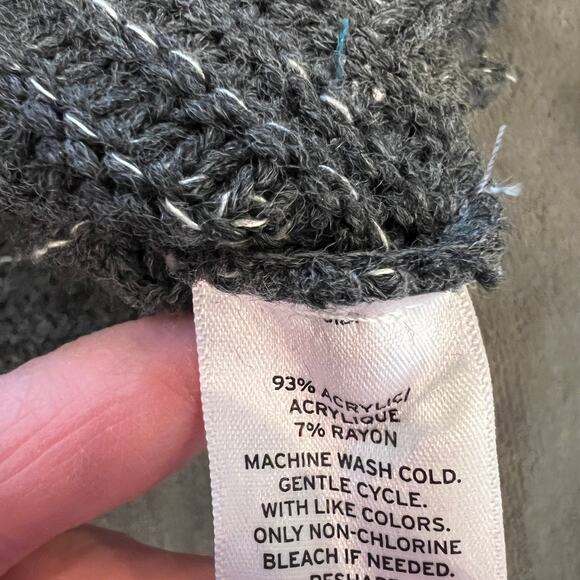 93% ACRYLIC/
ACRYLIQUE
7% RAYON
MACHINE WASH COLD.
GENTLE CYCLE.
WITH LIKE COLORS.
ONLY NON-CHLORINE
BLEACH IF NEEDED.